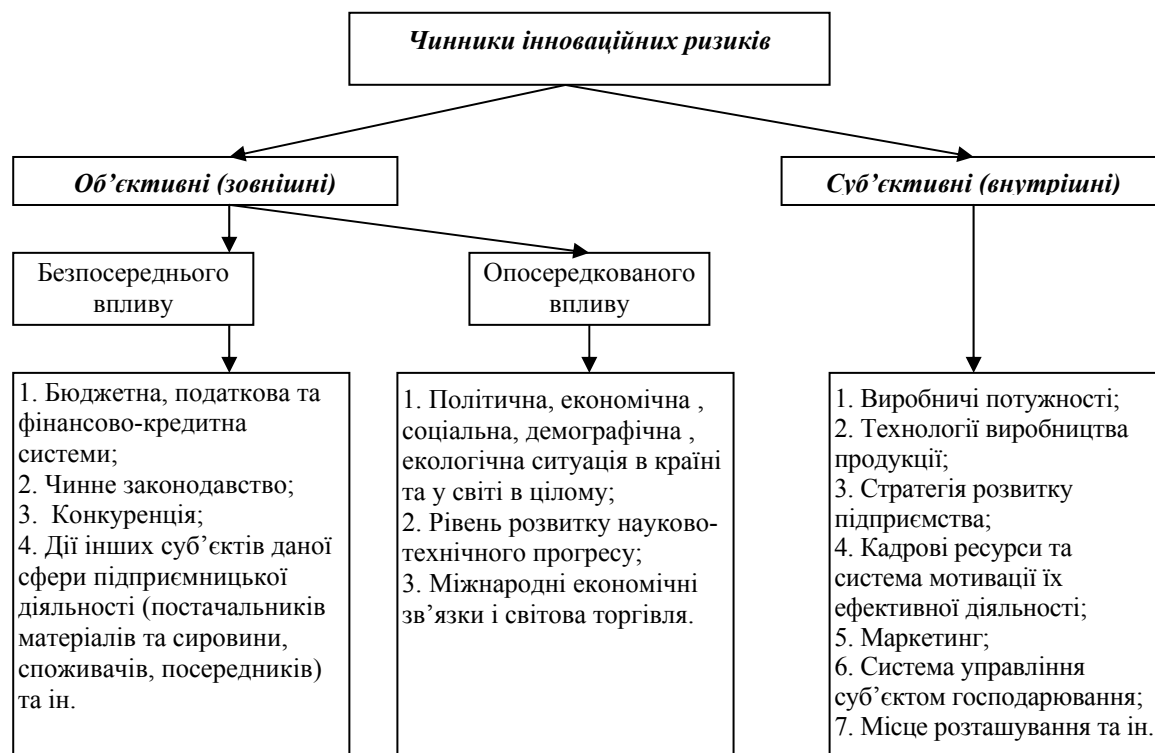 Чинники інноваційних ризиків
Об’єктивні (зовнішні)
Суб’єктивні (внутрішні)
Безпосереднього
впливу
Опосередкованого
впливу
1. Бюджетна, податкова та
фінансово-кредитна
системи;
2. Чинне законодавство;
3. Конкуренція;
4. Дії інших суб’єктів даної
сфери підприємницької
діяльності (постачальників
матеріалів та сировини,
споживачів, посередників)
та ін.
1. Політична, економічна ,
соціальна, демографічна ,
екологічна ситуація в країні
та у світі в цілому;
2. Рівень розвитку науково-
технічного прогресу;
3. Міжнародні економічні
зв’язки і світова торгівля.
1. Виробничі потужності;
2. Технології виробництва
продукції;
3. Стратегія розвитку
підприємства;
4. Кадрові ресурси та
система мотивації їх
ефективної діяльності;
5. Маркетинг;
6. Система управління
суб’єктом господарювання;
7. Місце розташування та ін.